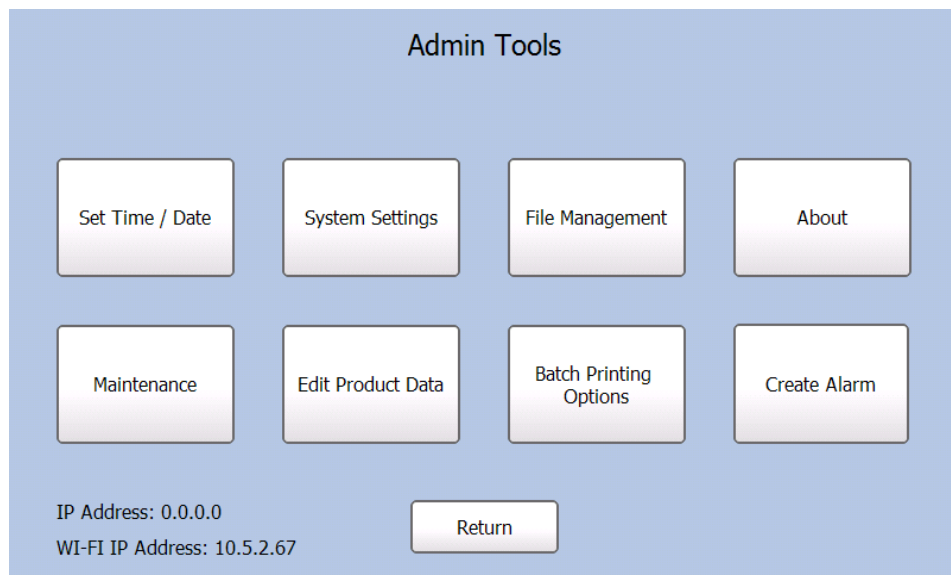 Admin Tools
Set Time / Date
System Settings
File Management
About
Maintenance
Edit Product Data
Batch Printing
Options
Create Alarm
IP Address: 0.0.0.0
WI-FI IP Address: 10.5.2.67
Return